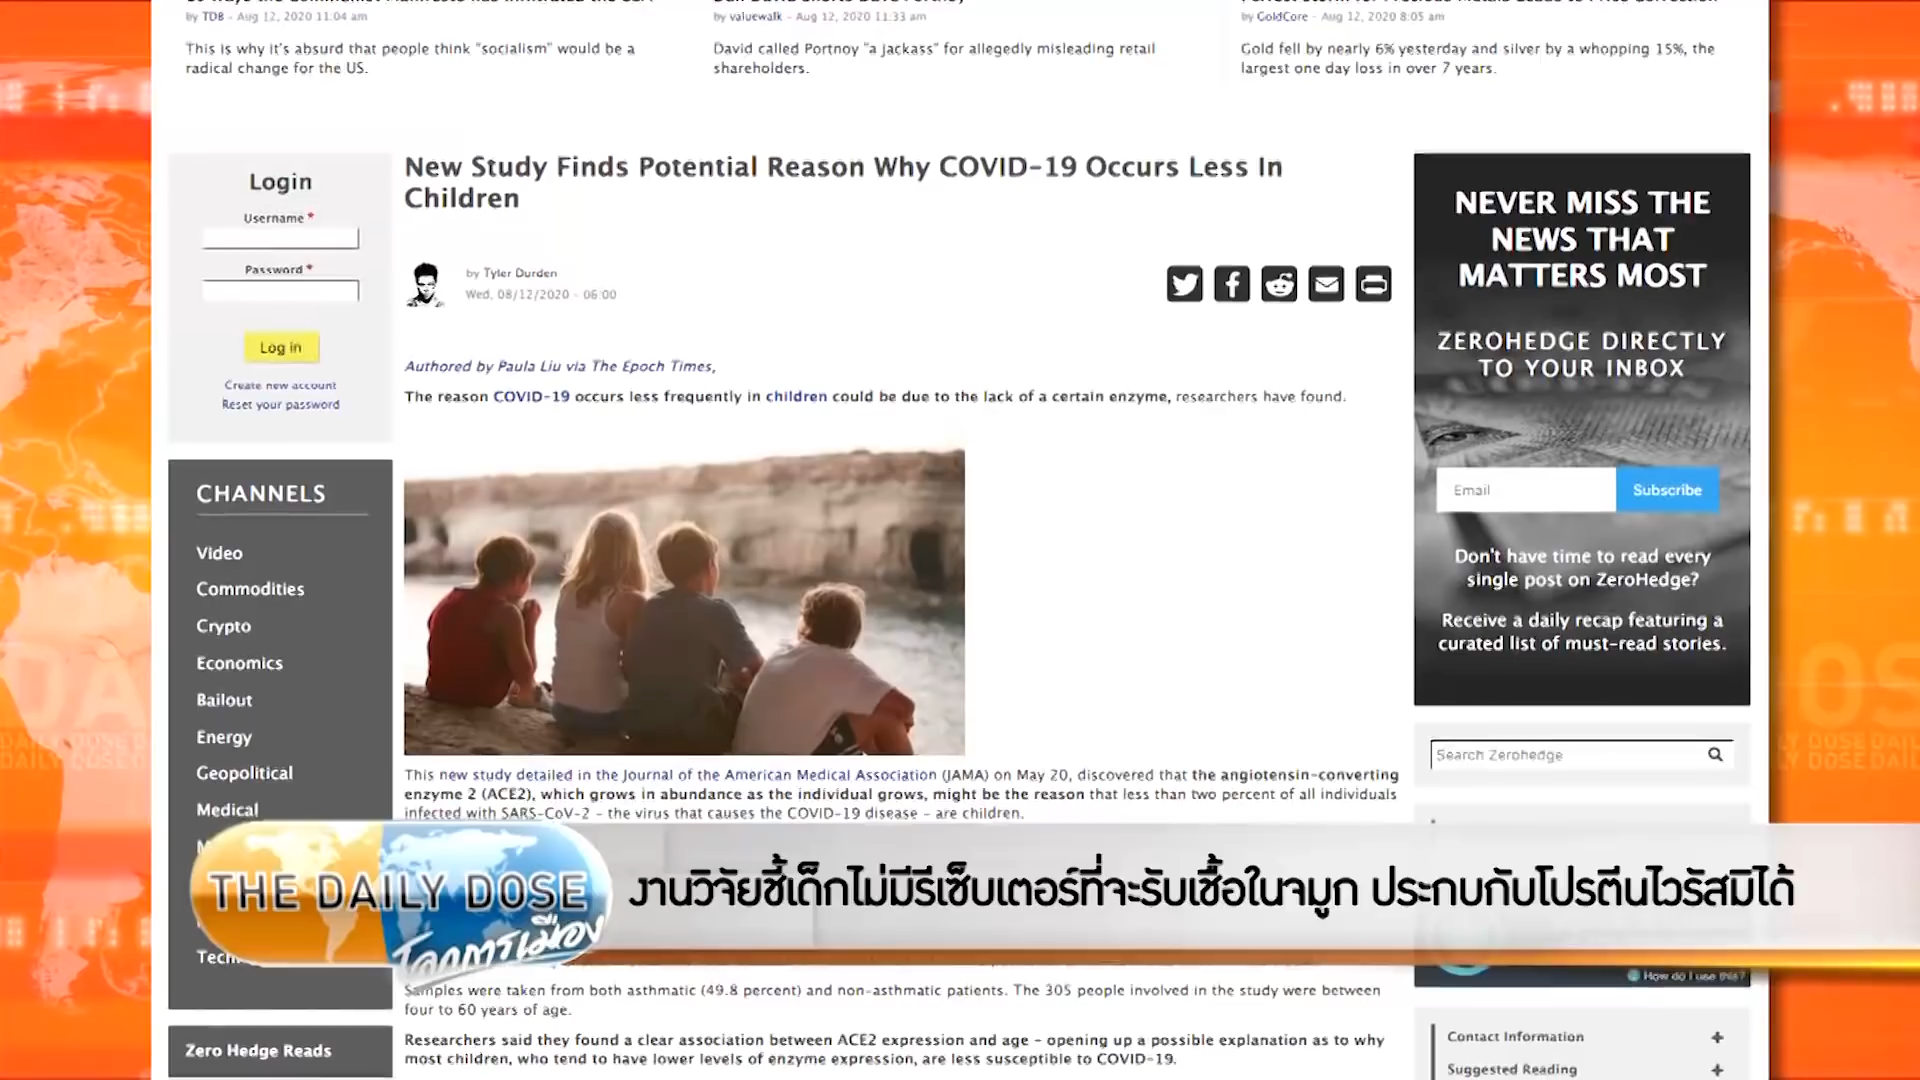 by TDB - Aug 12, 2020 11:04 am
This is why it's absurd that people think "socialism" would be a
radical change for the US.
by valuewalk - Aug 12, 2020 11:33 am
David called Portnoy "a jackass" for allegedly misleading retail
shareholders.
by GoldCore - Aug 12, 2020 8:05 am
Gold fell by nearly 6% yesterday and silver by a whopping 15%, the
largest one day loss in over 7 years.
Login
Username *
Password *
Log in
Create new account
Reset your password
CHANNELS
Video
Commodities
Crypto
Economics
Bailout
Energy
Geopolitical
Medical
Zero Hedge Reads
New Study Finds Potential Reason Why COVID-19 Occurs Less In
Children
by Tyler Durden
Wed, 08/12/2020 - 06:00
Authored by Paula Liu via The Epoch Times,
The reason COVID-19 occurs less frequently in children could be due to the lack of a certain enzyme, researchers have found.
This new study detailed in the Journal of the American Medical Association (JAMA) on May 20, discovered that the angiotensin-converting
enzyme 2 (ACE2), which grows in abundance as the individual grows, might be the reason that less than two percent of all individuals
infected with SARS-CoV-2 - the virus that causes the COVID-19 disease - are children.
Samples were taken from both asthmatic (49.8 percent) and non-asthmatic patients. The 305 people involved in the study were between
four to 60 years of age.
Researchers said they found a clear association between ACE2 expression and age - opening up a possible explanation as to why
most children, who tend to have lower levels of enzyme expression, are less susceptible to COVID-19.
NEVER MISS THE
NEWS THAT
MATTERS MOST
ZEROHEDGE DIRECTLY
TO YOUR INBOX
Email
Subscribe
Don't have time to read every
single post on ZeroHedge?
Receive a daily recap featuring a
curated list of must-read stories.
Search Zerohedge
How do I use this?
Contact Information
Suggested Reading
THE DAILY DOSE
โลกการเมือง
งานวิจัยชี้เด็กไม่มีรีเซ็บเตอร์ที่จะรับเชื้อในจมูก ประกบกับโปรตีนไวรัสมิได้